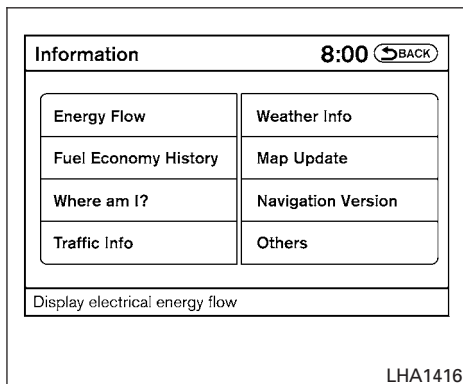 Information 8:00 BACK
Energy Flow
Weather Info
Fuel Economy History
Map Update
Where am I?
Navigation Version
Traffic Info
Others
Display electrical energy flow
LHA1416